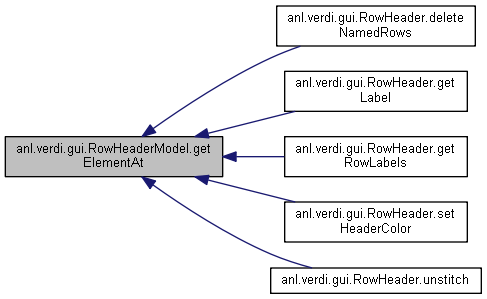 anl.verdi.gui.RowHeader.delete
NamedRows
anl.verdi.gui.RowHeader.get
Label
anl.verdi.gui.RowHeaderModel.get
ElementAt
anl.verdi.gui.RowHeader.get
RowLabels
anl.verdi.gui.RowHeader.set
HeaderColor
anl.verdi.gui.RowHeader.unstitch